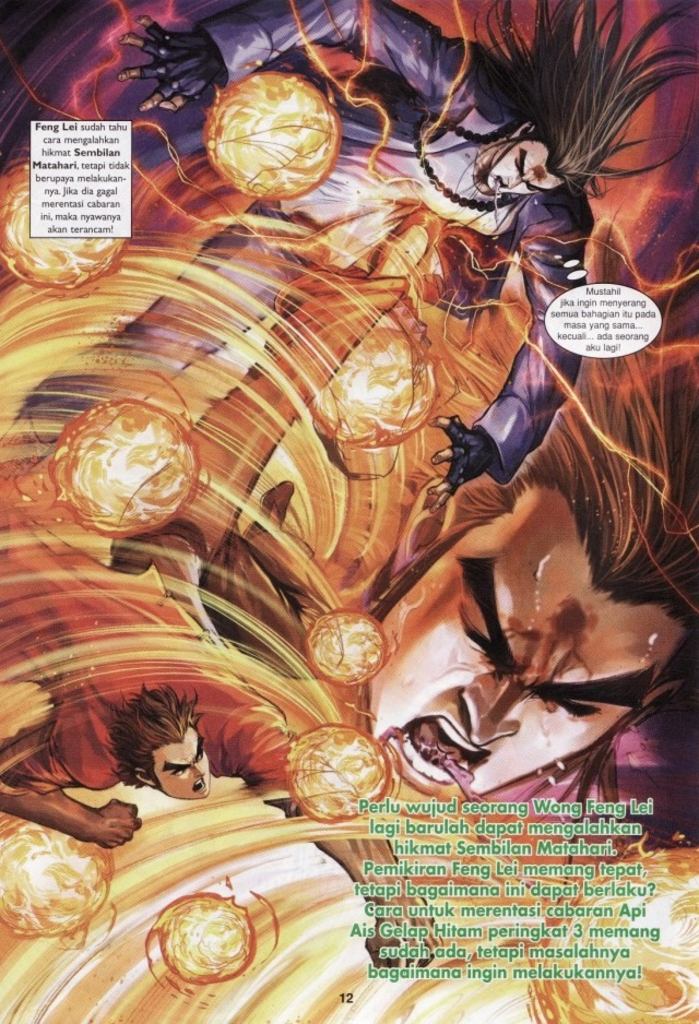 Feng Lei sudah tahu
cara mengalahkan
hikmat Sembilan
Matahari, tetapi tidak
berupaya melakukan-
nya. Jika dia gagal
merentasi cabaran
ini, maka nyawanya
akan terancam!
Mustahil
jika ingin menyerang
semua bahagian itu pada
masa yang sama...
kecuali... ada seorang
aku lagi!
Perlu wujud seorang Wong Feng Lei
lagi barulah dapat mengalahkan
hikmat Sembilan Matahari.
Pemikiran Feng Lei memang tepat,
tetapi bagaimana ini dapat berlaku?
Cara untuk merentasi cabaran Api
Ais Gelap Hitam peringkat 3 memang
sudah ada, tetapi masalahnya
bagaimana ingin melakukannya!
12